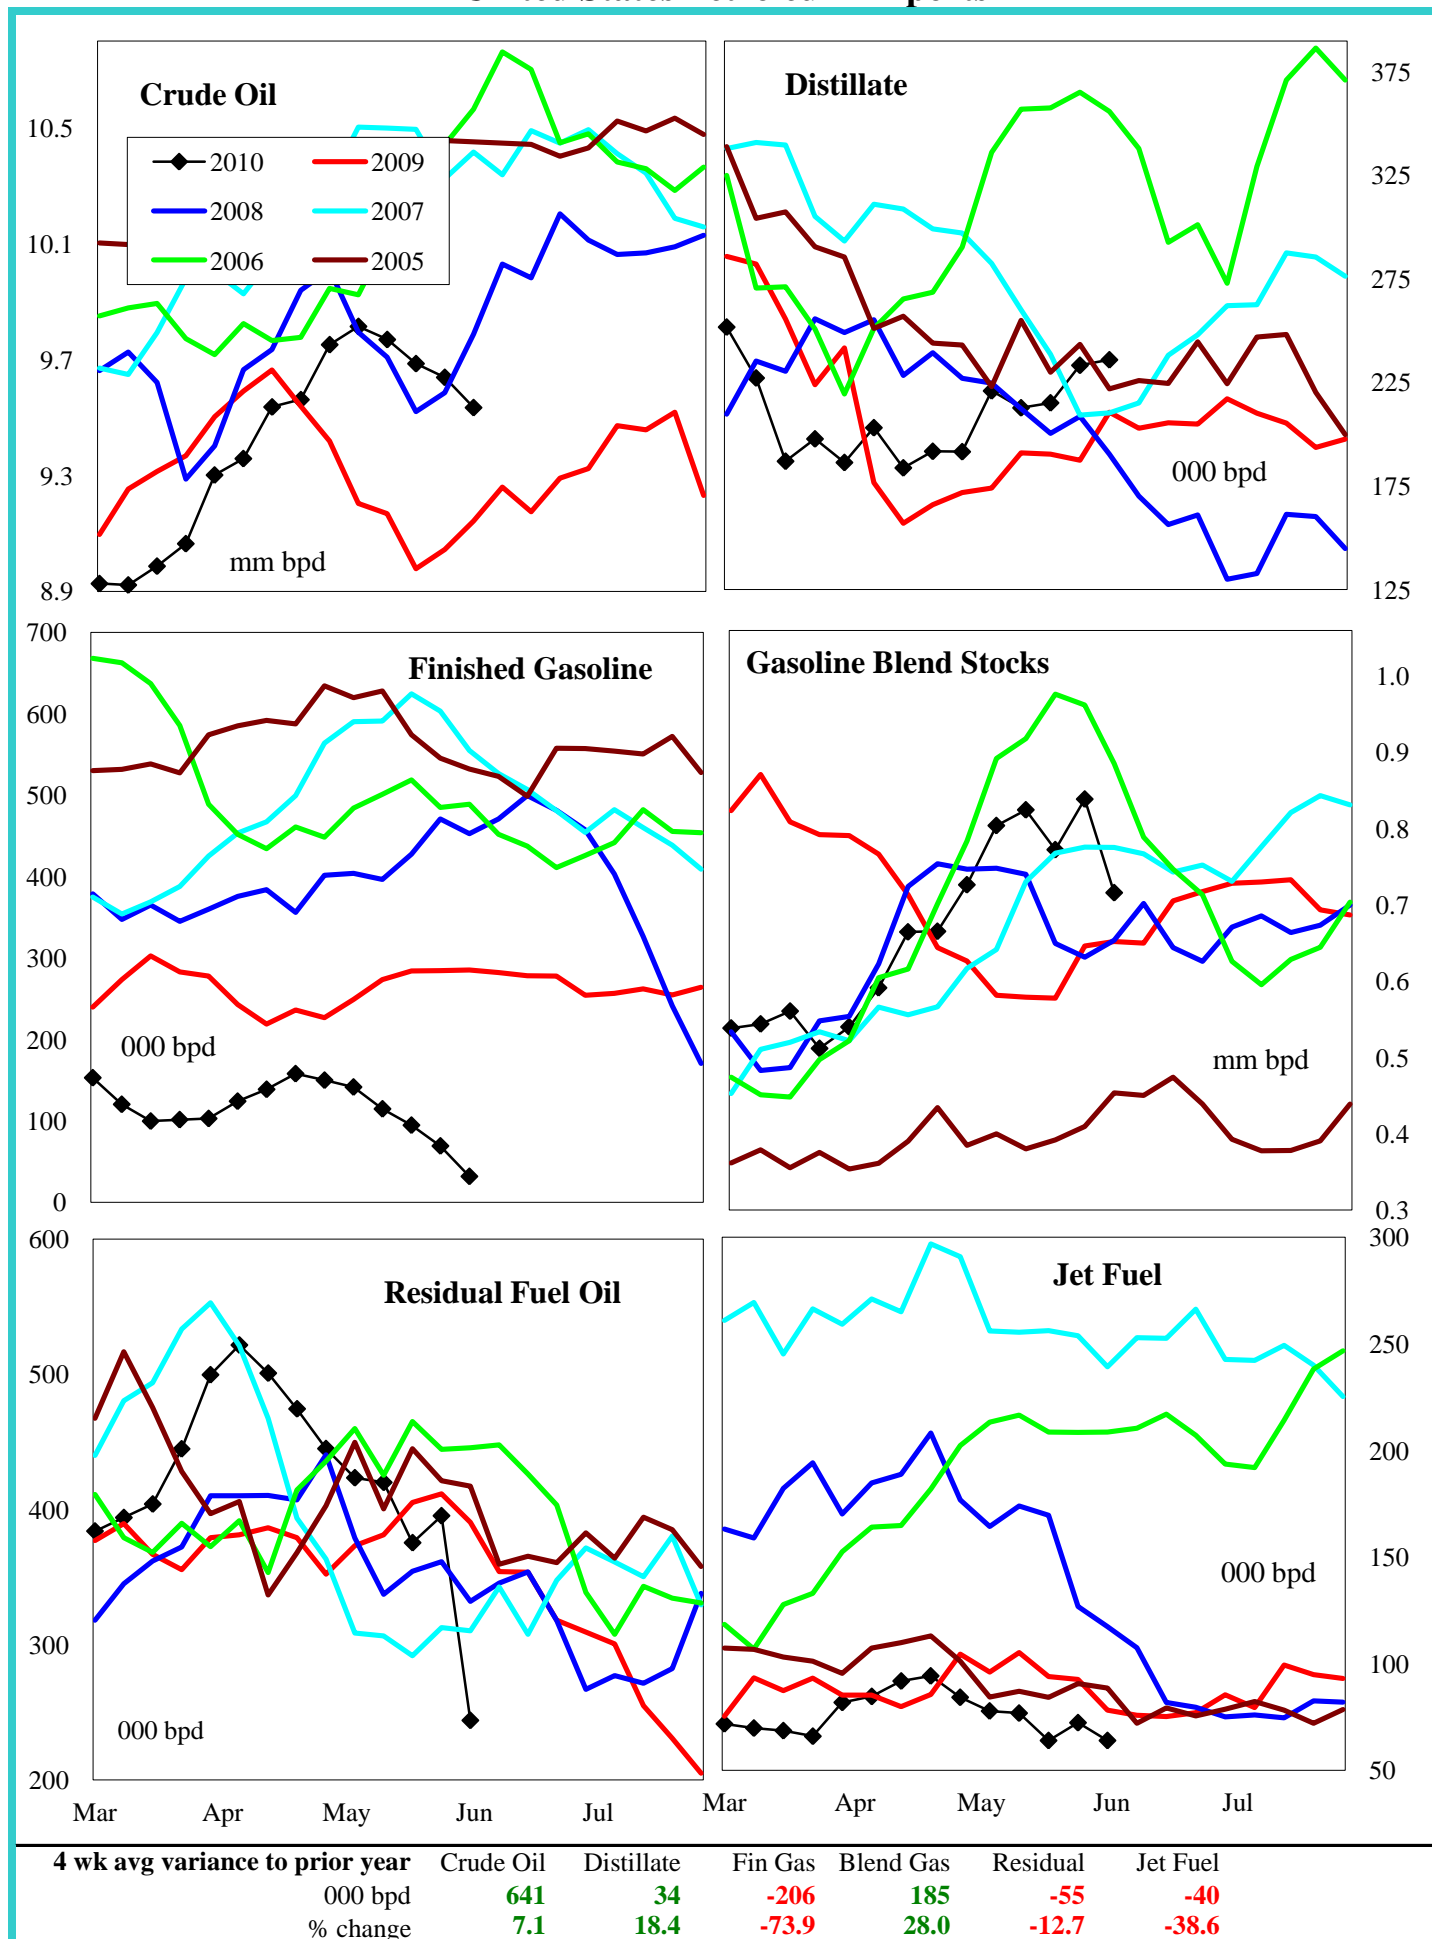 Crude Oil
10.5
10.1
9.7
9.3
8.9
2010
2009
2008
2007
2006
2005
mm bpd
Distillate
375
325
275
225
175
125
000 bpd
Finished Gasoline
700
600
500
400
300
200
100
0
000 bpd
Gasoline Blend Stocks
1.0
0.9
0.8
0.7
0.6
0.5
0.4
0.3
mm bpd
Residual Fuel Oil
600
500
400
300
200
000 bpd
Mar Apr May Jun Jul
Jet Fuel
300
250
200
150
100
50
000 bpd
Mar Apr May Jun Jul
4 wk avg variance to prior year Crude Oil Distillate Fin Gas Blend Gas Residual Jet Fuel
000 bpd 641 34 -206 185 -55 -40
% change 7.1 18.4 -73.9 28.0 -12.7 -38.6